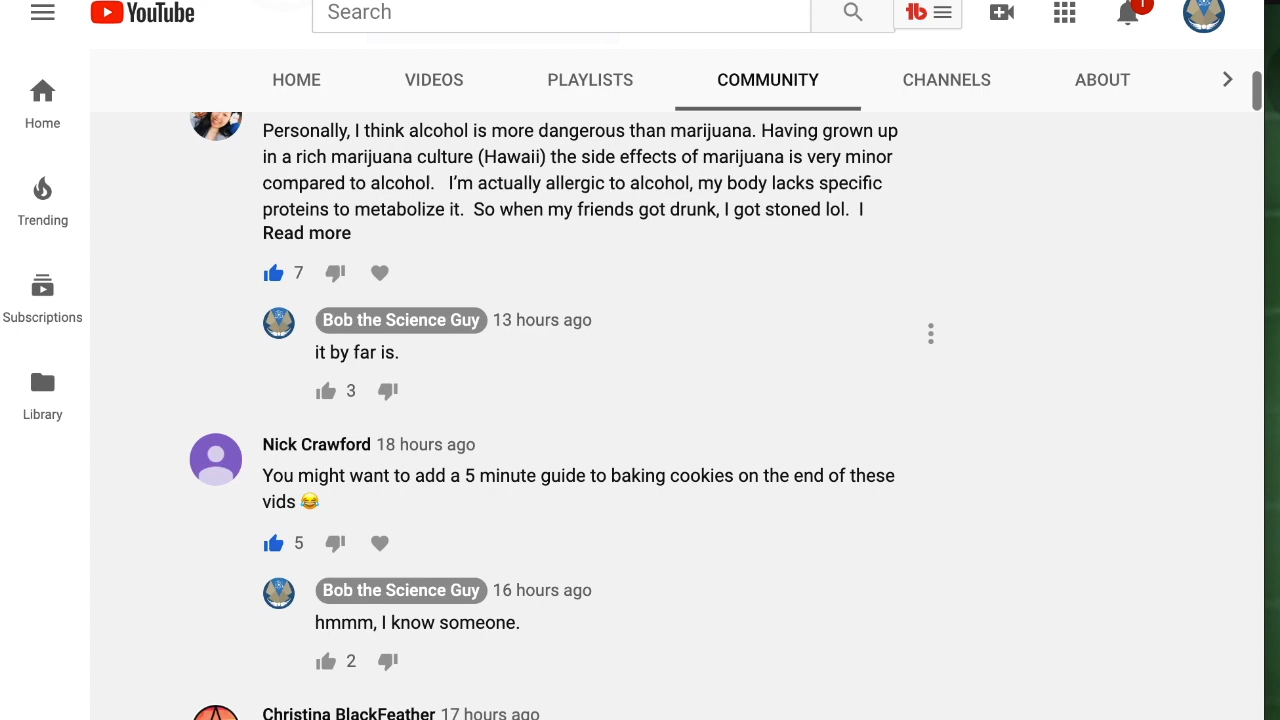 YouTube
Search
1
HOME
VIDEOS
PLAYLISTS
COMMUNITY
CHANNELS
ABOUT
Home
Trending
Subscriptions
Library
Personally, I think alcohol is more dangerous than marijuana. Having grown up
in a rich marijuana culture (Hawaii) the side effects of marijuana is very minor
compared to alcohol. I’m actually allergic to alcohol, my body lacks specific
proteins to metabolize it. So when my friends got drunk, I got stoned lol. I
Read more
7
Bob the Science Guy 13 hours ago
it by far is.
3
Nick Crawford 18 hours ago
You might want to add a 5 minute guide to baking cookies on the end of these
vids 😂
5
Bob the Science Guy 16 hours ago
hmmm, I know someone.
2
Christina BlackFeather 17 hours ago